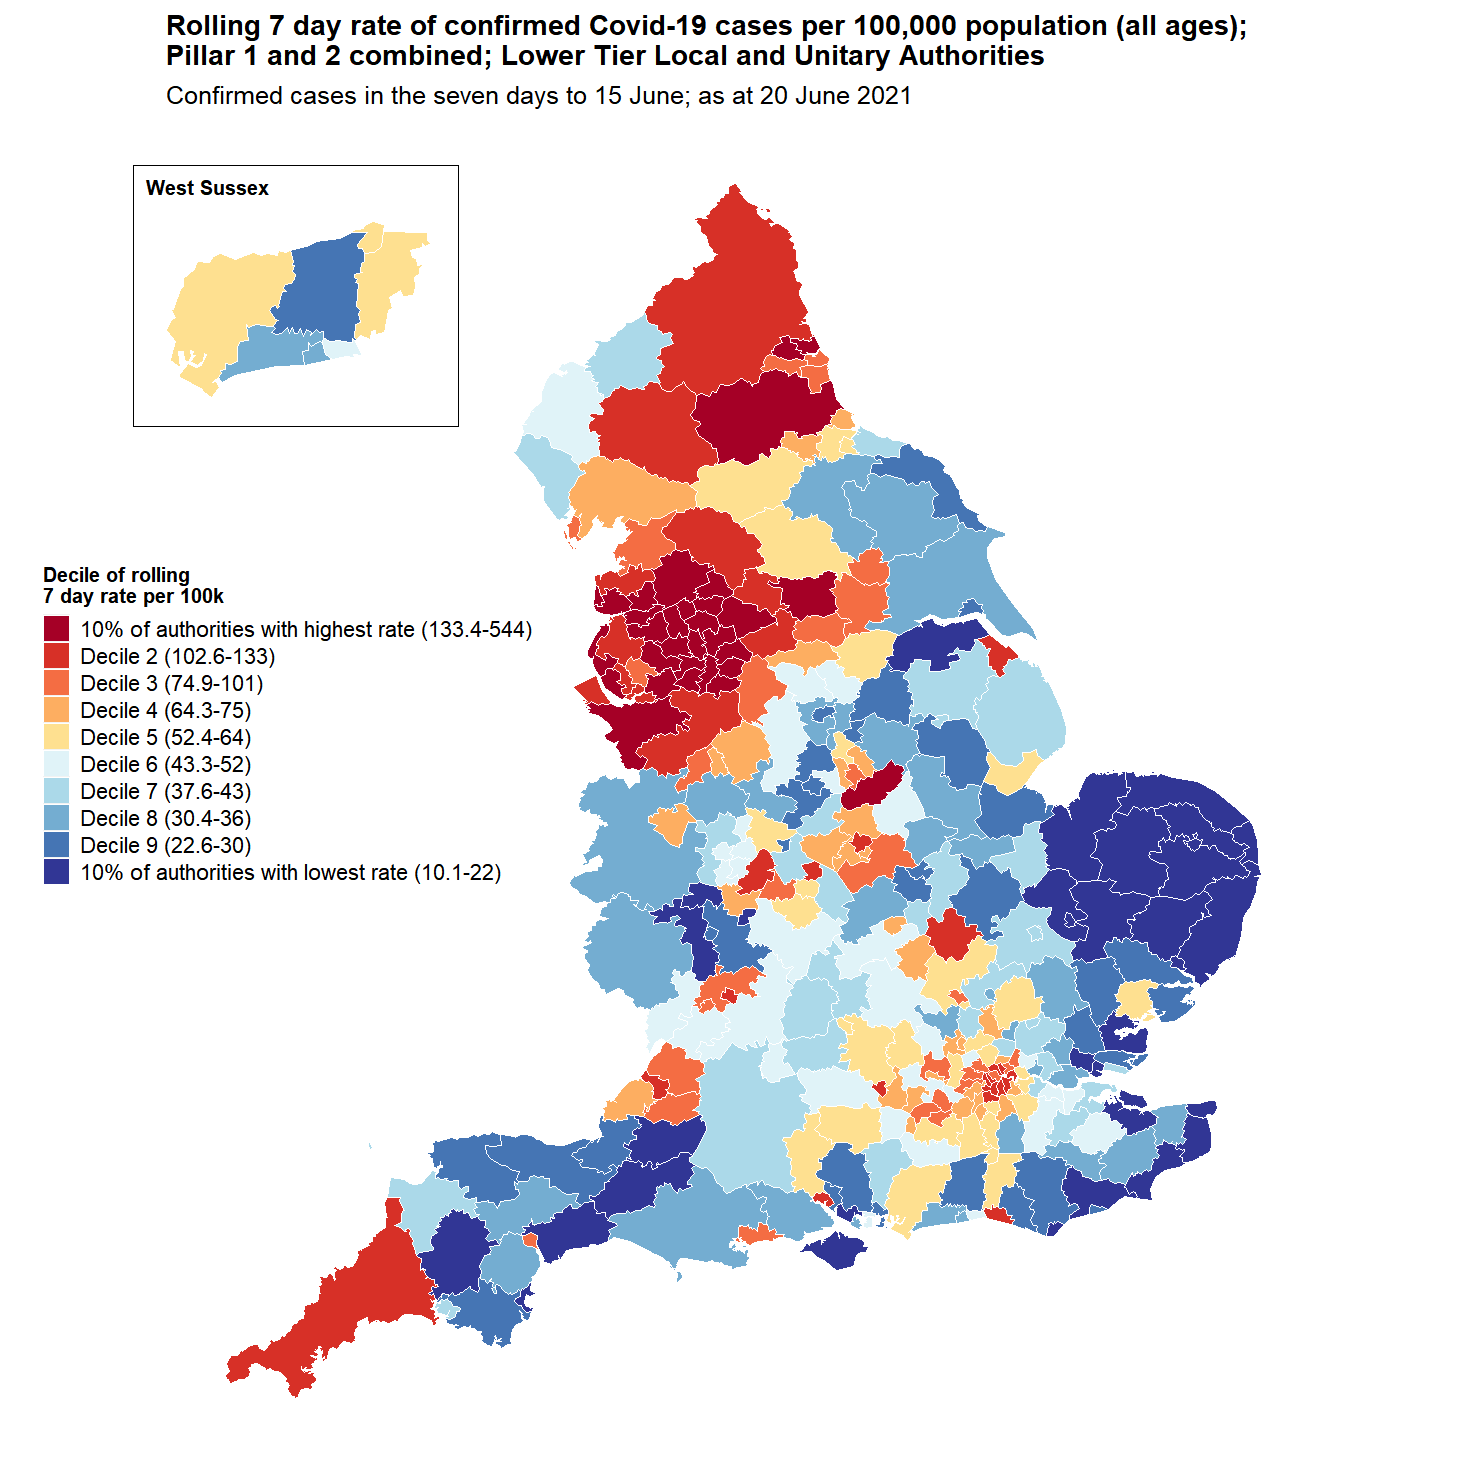 Rolling 7 day rate of confirmed Covid-19 cases per 100,000 population (all ages);
Pillar 1 and 2 combined; Lower Tier Local and Unitary Authorities
Confirmed cases in the seven days to 15 June; as at 20 June 2021
West Sussex
Decile of rolling
7 day rate per 100k
10% of authorities with highest rate (133.4-544)
Decile 2 (102.6-133)
Decile 3 (74.9-101)
Decile 4 (64.3-75)
Decile 5 (52.4-64)
Decile 6 (43.3-52)
Decile 7 (37.6-43)
Decile 8 (30.4-36)
Decile 9 (22.6-30)
10% of authorities with lowest rate (10.1-22)